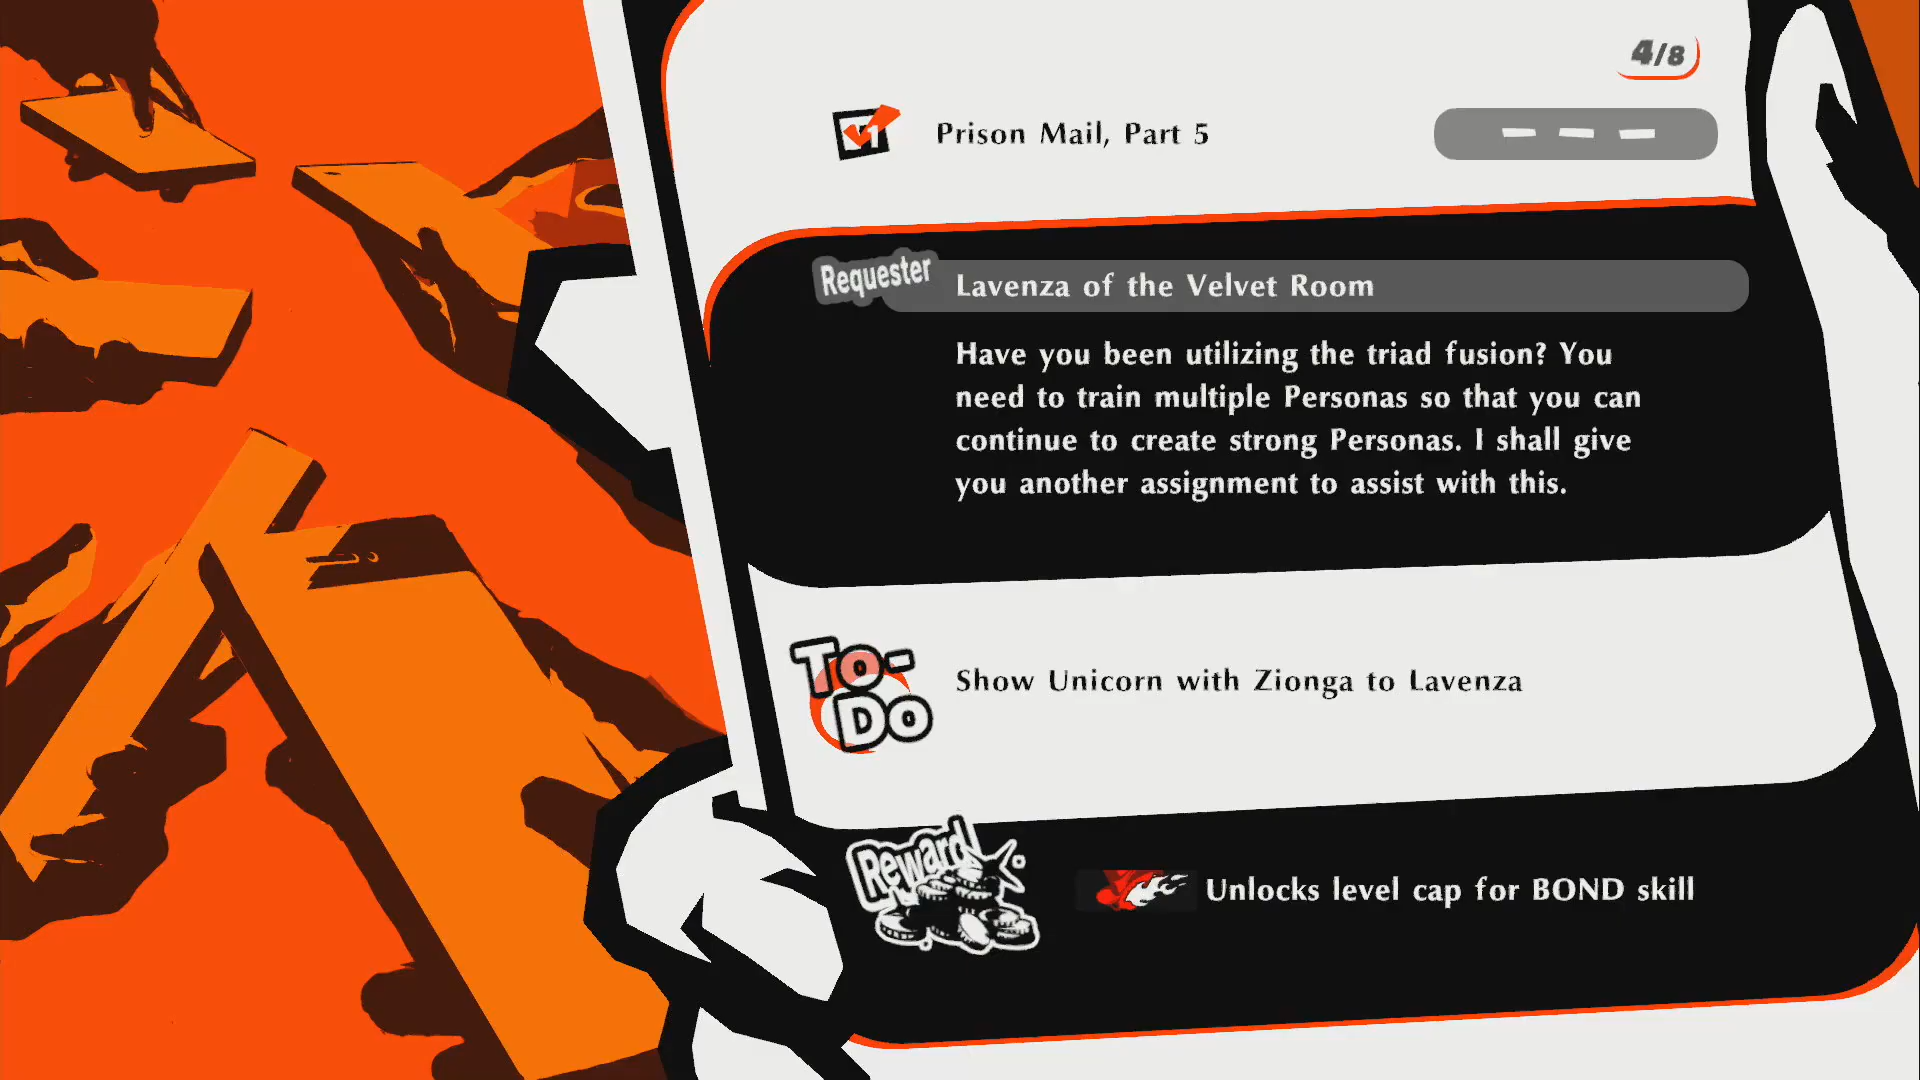 4/8
Prison Mail, Part 5
Requester
Lavenza of the Velvet Room
Have you been utilizing the triad fusion? You
need to train multiple Personas so that you can
continue to create strong Personas. I shall give
you another assignment to assist with this.
To-
Do
Show Unicorn with Zionga to Lavenza
Reward
Unlocks level cap for BOND skill